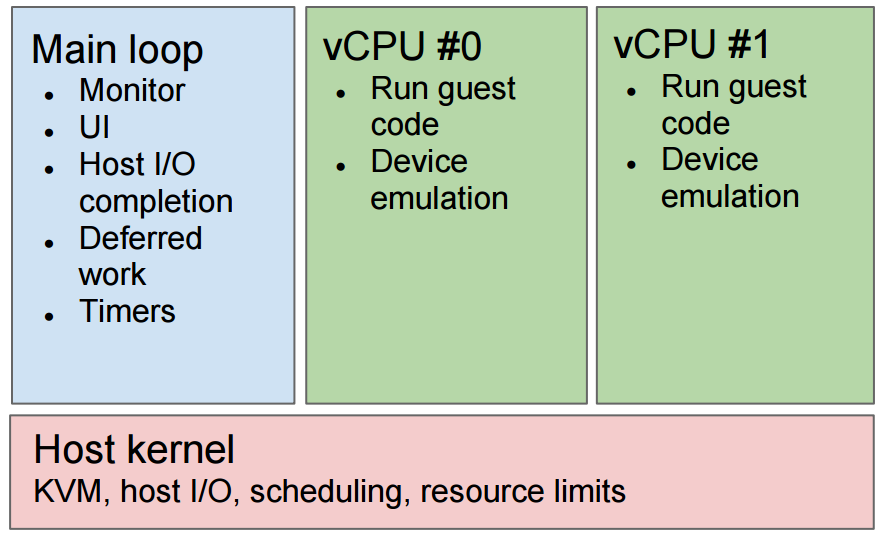 Main loop
• Monitor
• UI
• Host I/O
completion
• Deferred
work
• Timers
vCPU #0
• Run guest
code
• Device
emulation
vCPU #1
• Run guest
code
• Device
emulation
Host kernel
KVM, host I/O, scheduling, resource limits